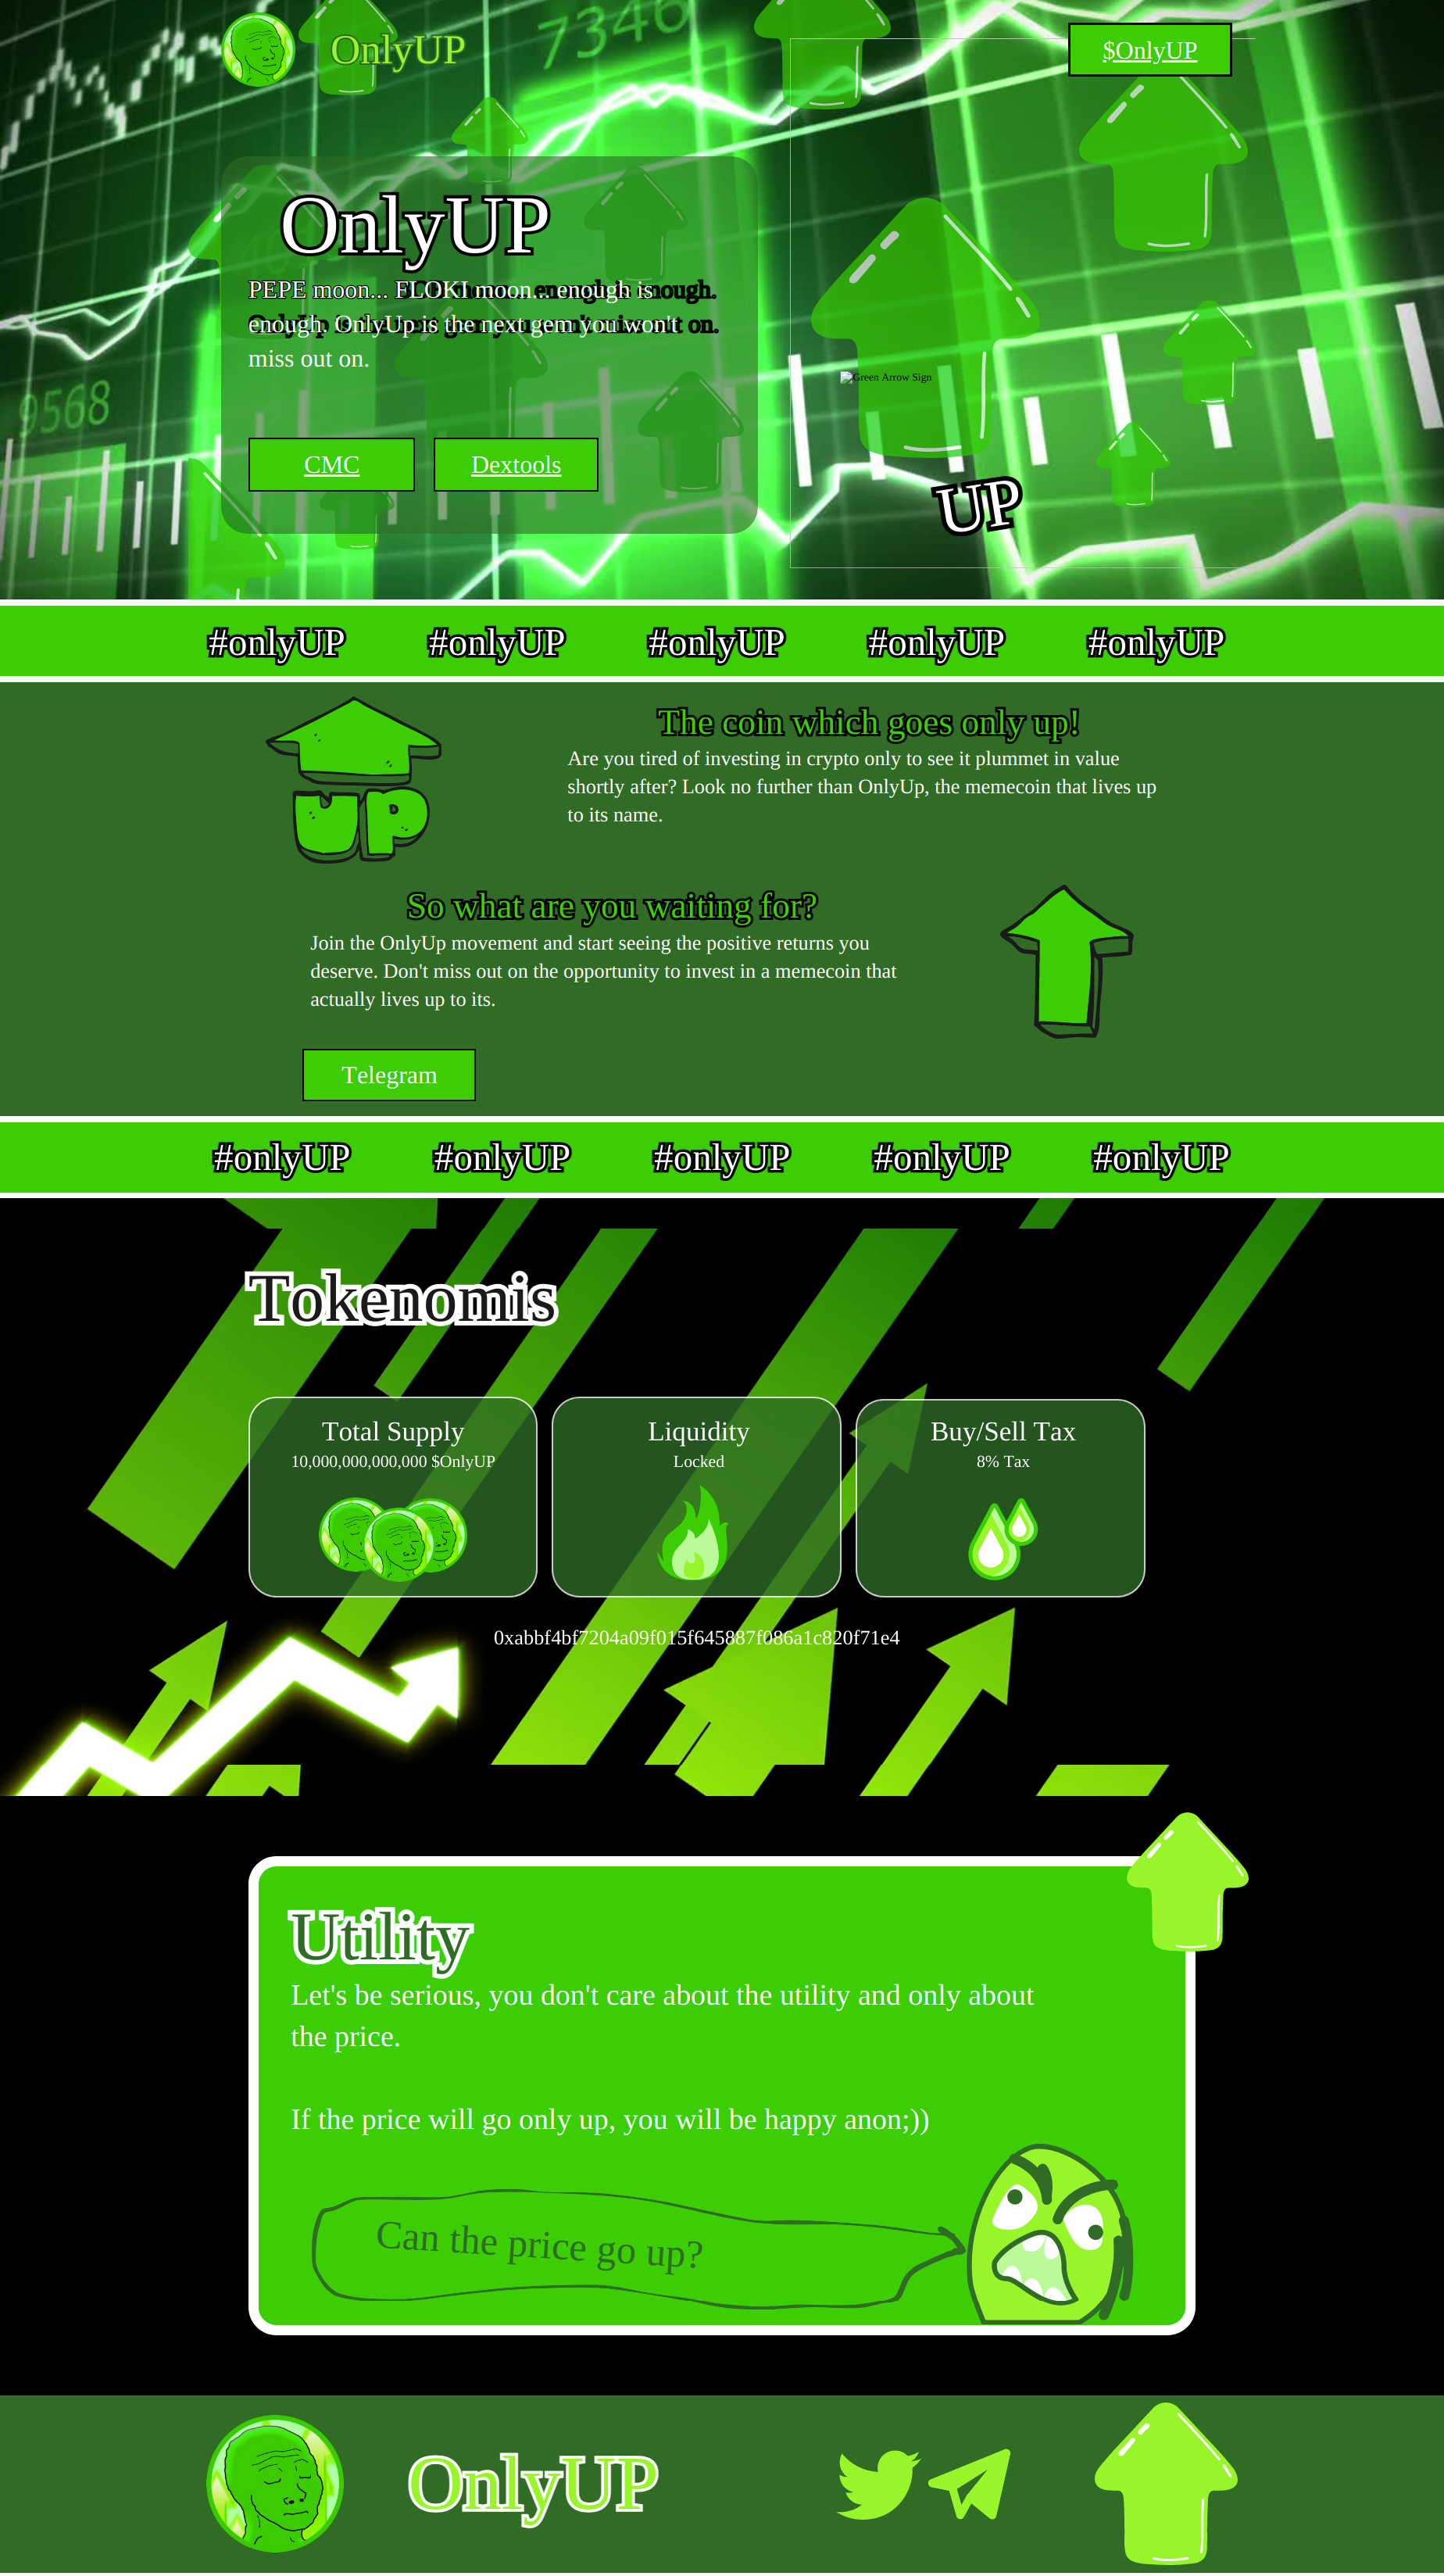 OnlyUP
$OnlyUP
7346
OnlyUP
PEPE moon... FLOKI moon... enough is
enough. OnlyUp is the next gem you won't
miss out on.
9568
Green Arrow Sign
CMC
Dextools
UP
#onlyUP #onlyUP #onlyUP #onlyUP #onlyUP
UP
The coin which goes only up!
Are you tired of investing in crypto only to see it plummet in value
shortly after? Look no further than OnlyUp, the memecoin that lives up
to its name.
So what are you waiting for?
Join the OnlyUp movement and start seeing the positive returns you
deserve. Don't miss out on the opportunity to invest in a memecoin that
actually lives up to its.
Telegram
#onlyUP #onlyUP #onlyUP #onlyUP #onlyUP
Tokenomis
Total Supply
10,000,000,000,000 $OnlyUP
Liquidity
Locked
Buy/Sell Tax
8% Tax
0xabbf4bf7204a09f015f645887f086a1c820f71e4
Utility
Let's be serious, you don't care about the utility and only about
the price.
If the price will go only up, you will be happy anon;))
Can the price go up?
OnlyUP